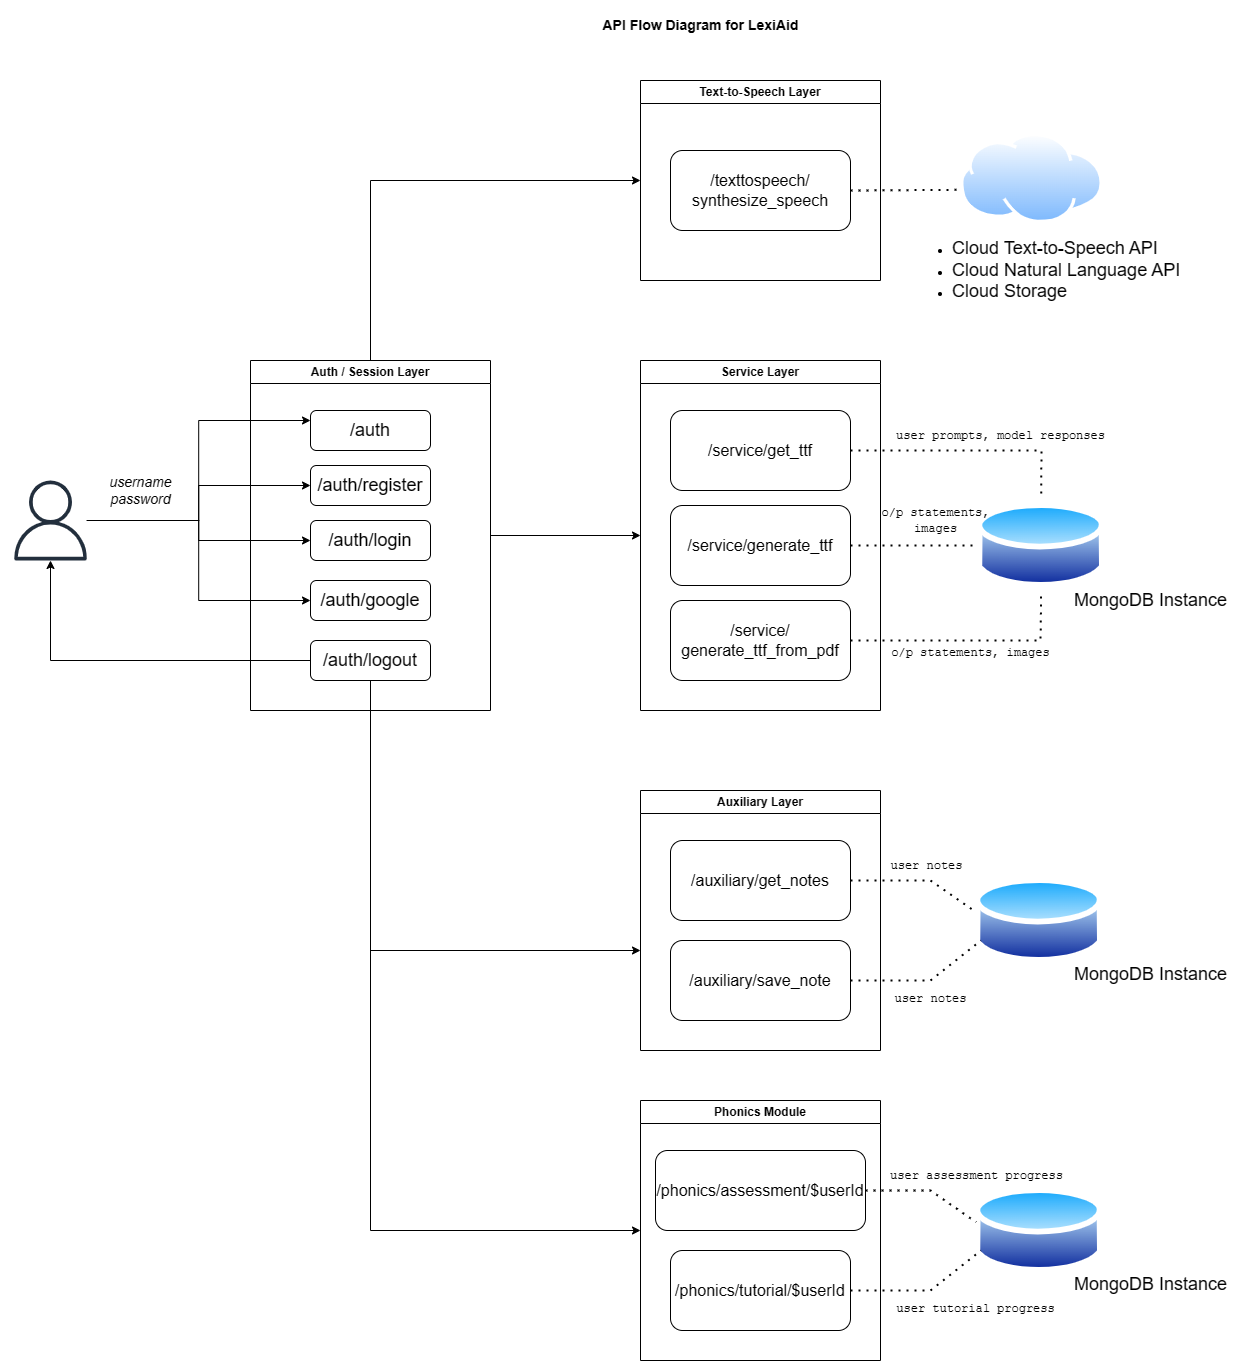 API Flow Diagram for LexiAid
Text-to-Speech Layer
/texttospeech/
synthesize_speech
Cloud Text-to-Speech API
Cloud Natural Language API
Cloud Storage
Auth / Session Layer
/auth
/auth/register
/auth/login
/auth/google
/auth/logout
username
password
Service Layer
/service/get_ttf
/service/generate_ttf
/service/
generate_ttf_from_pdf
user prompts, model responses
o/p statements,
images
MongoDB Instance
o/p statements, images
Auxiliary Layer
/auxiliary/get_notes
/auxiliary/save_note
user notes
MongoDB Instance
user notes
Phonics Module
/phonics/assessment/$userId
/phonics/tutorial/$userId
user assessment progress
MongoDB Instance
user tutorial progress